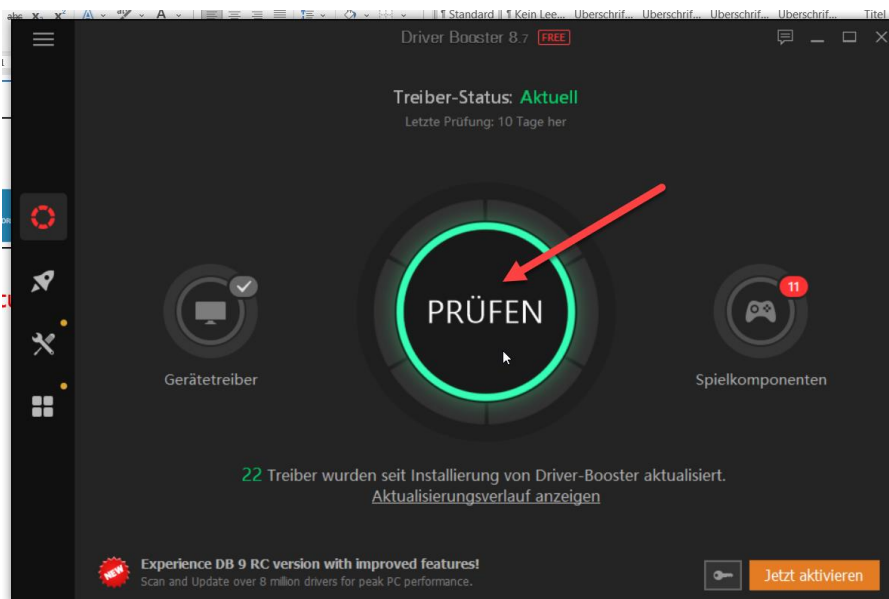 abc x₂ x² A A ¶ Standard ¶ Kein Lee... Überschrif... Überschrif... Überschrif... Überschrif... Titel
Driver Booster 8.7 FREE
Treiber-Status: Aktuell
Letzte Prüfung: 10 Tage her
PRÜFEN
11
Gerätetreiber
Spielkomponenten
22 Treiber wurden seit Installierung von Driver-Booster aktualisiert.
Aktualisierungsverlauf anzeigen
NEW
Experience DB 9 RC version with improved features!
Scan and Update over 8 million drivers for peak PC performance.
Jetzt aktivieren